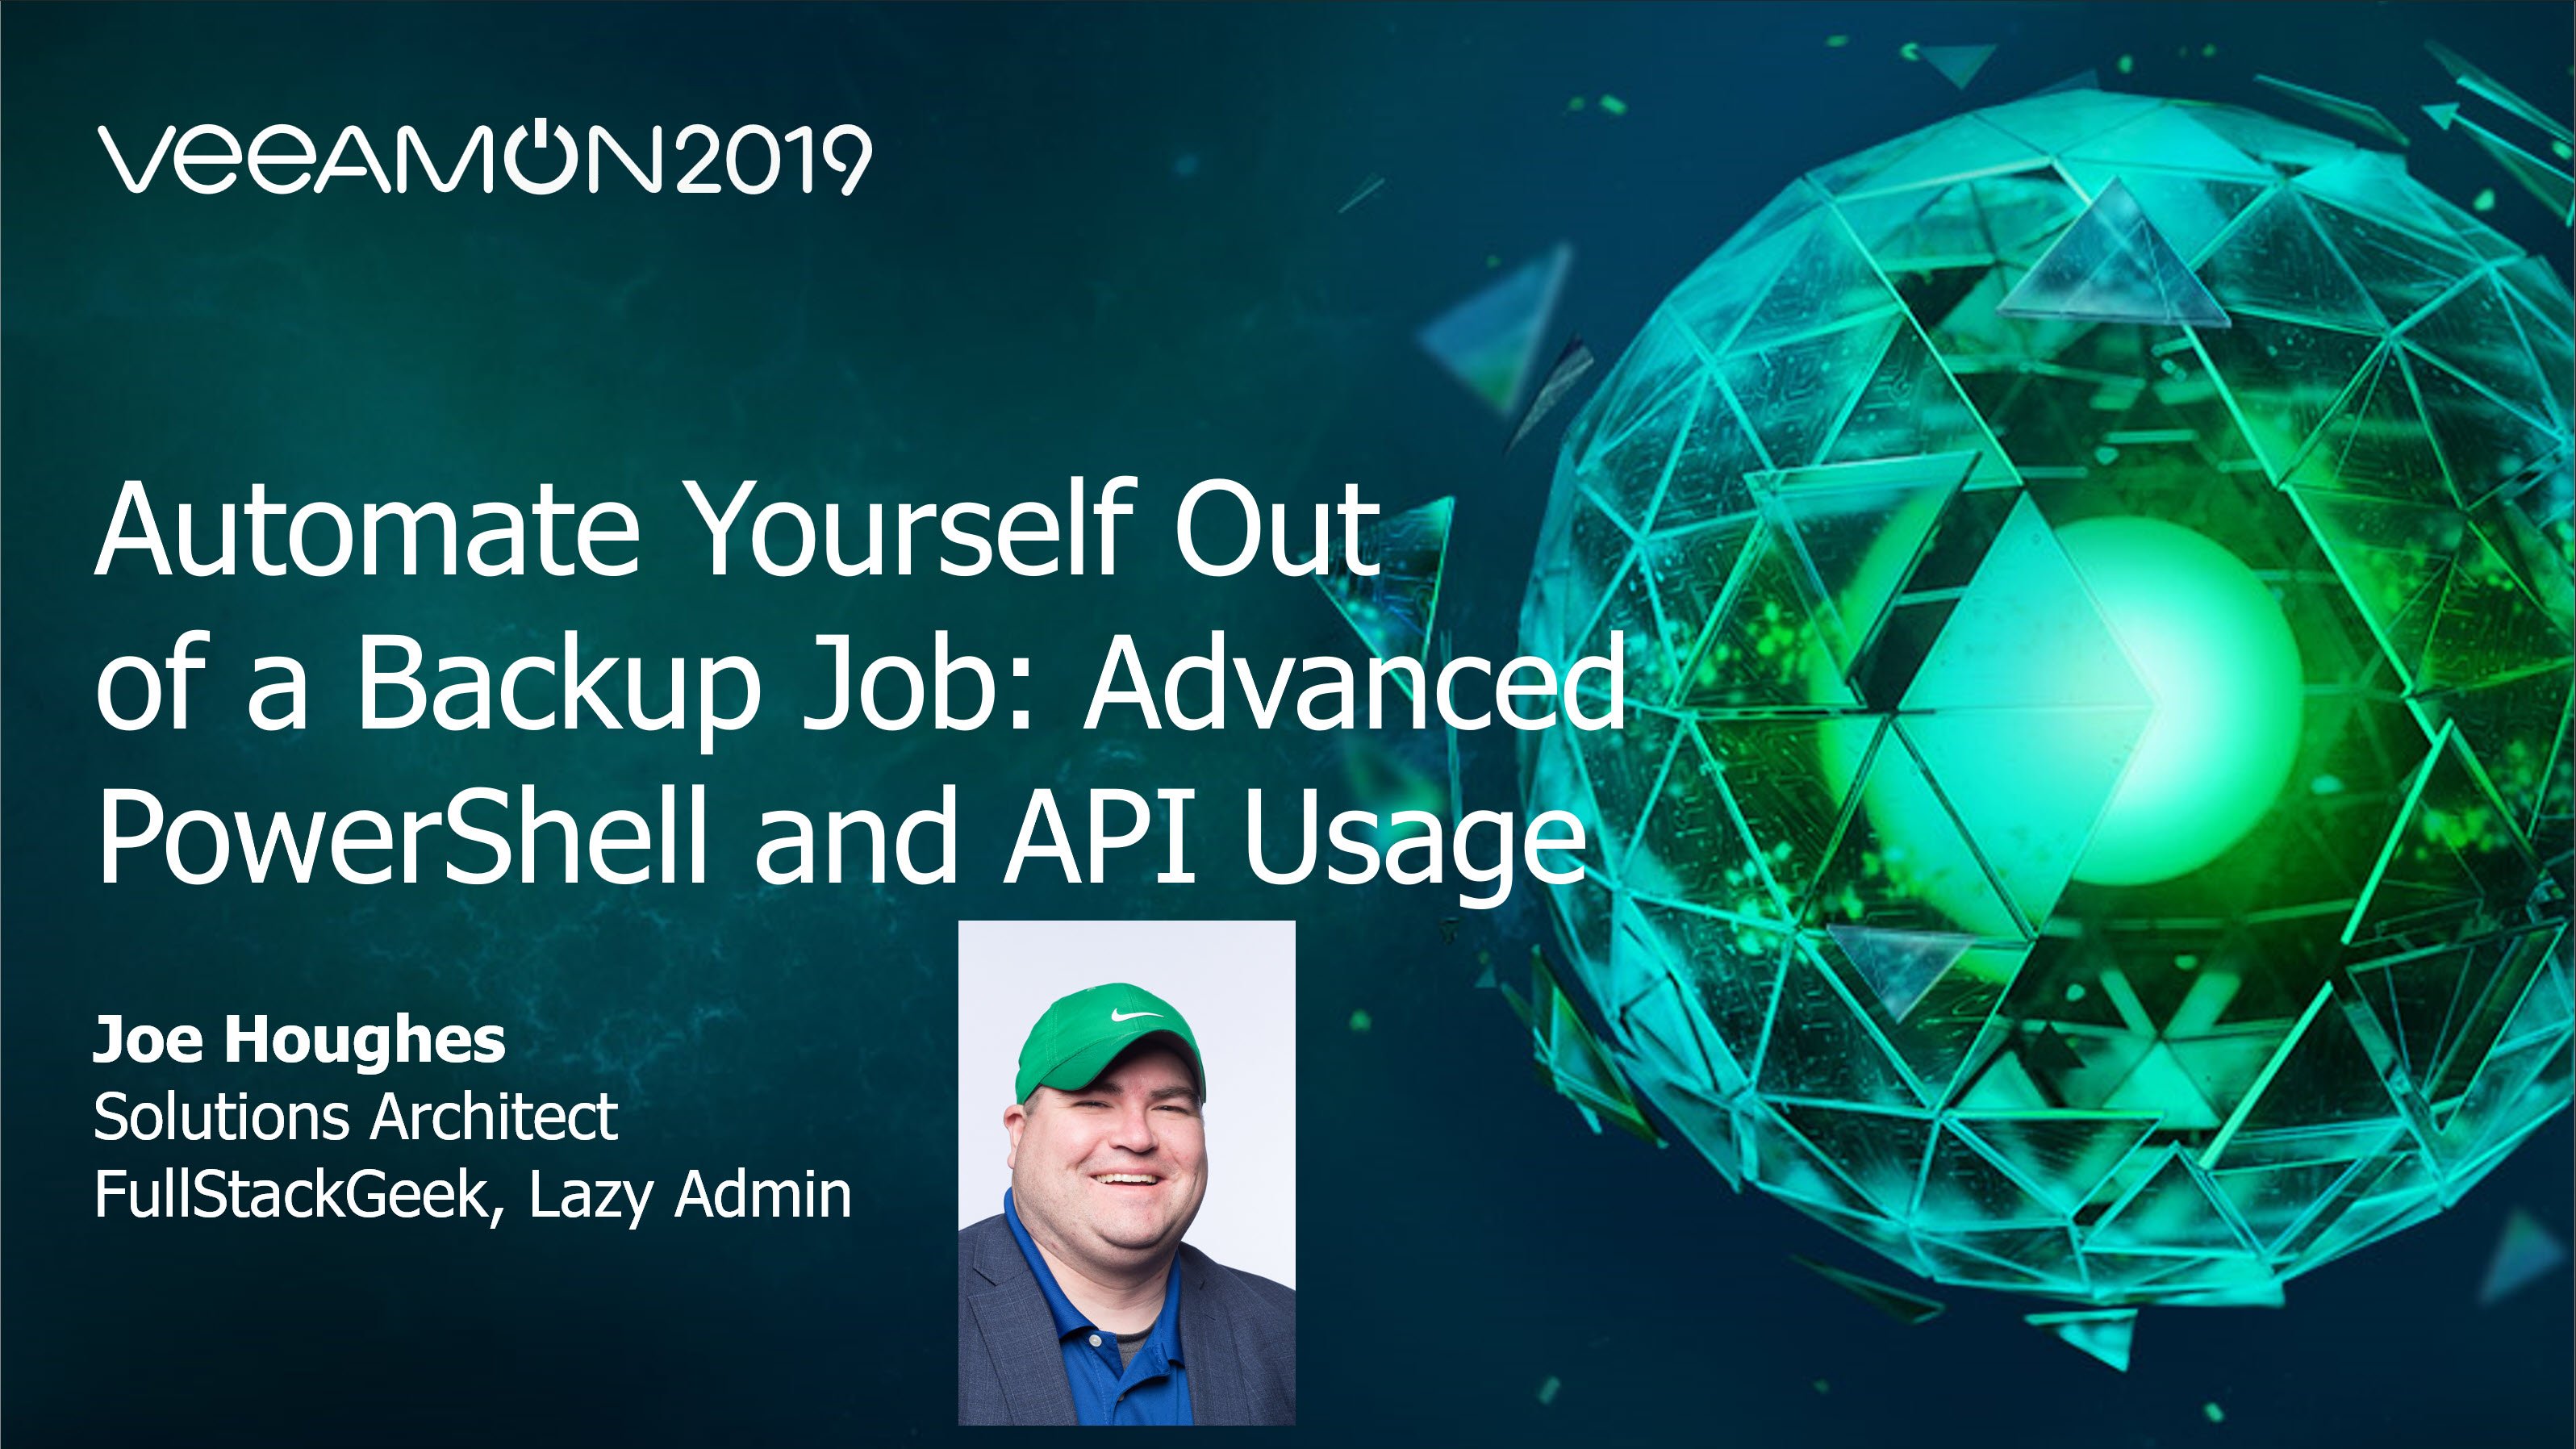 VEEAMON2019
Automate Yourself Out
of a Backup Job: Advanced
PowerShell and API Usage
Joe Houghes
Solutions Architect
FullStackGeek, Lazy Admin